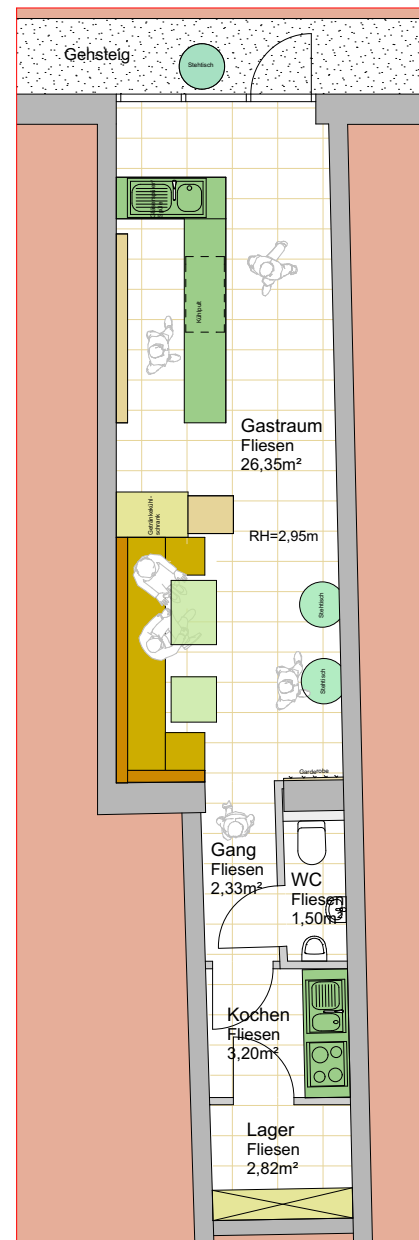 Gehsteig
Stehtisch
Kühlpult
Gastraum
Fliesen
26,35m²
Getränkekühl-
schrank
RH=2,95m
Stehtisch
Stehtisch
Garderobe
Gang
Fliesen
2,33m²
WC
Fliesen
1,50m²
Kochen
Fliesen
3,20m²
Lager
Fliesen
2,82m²